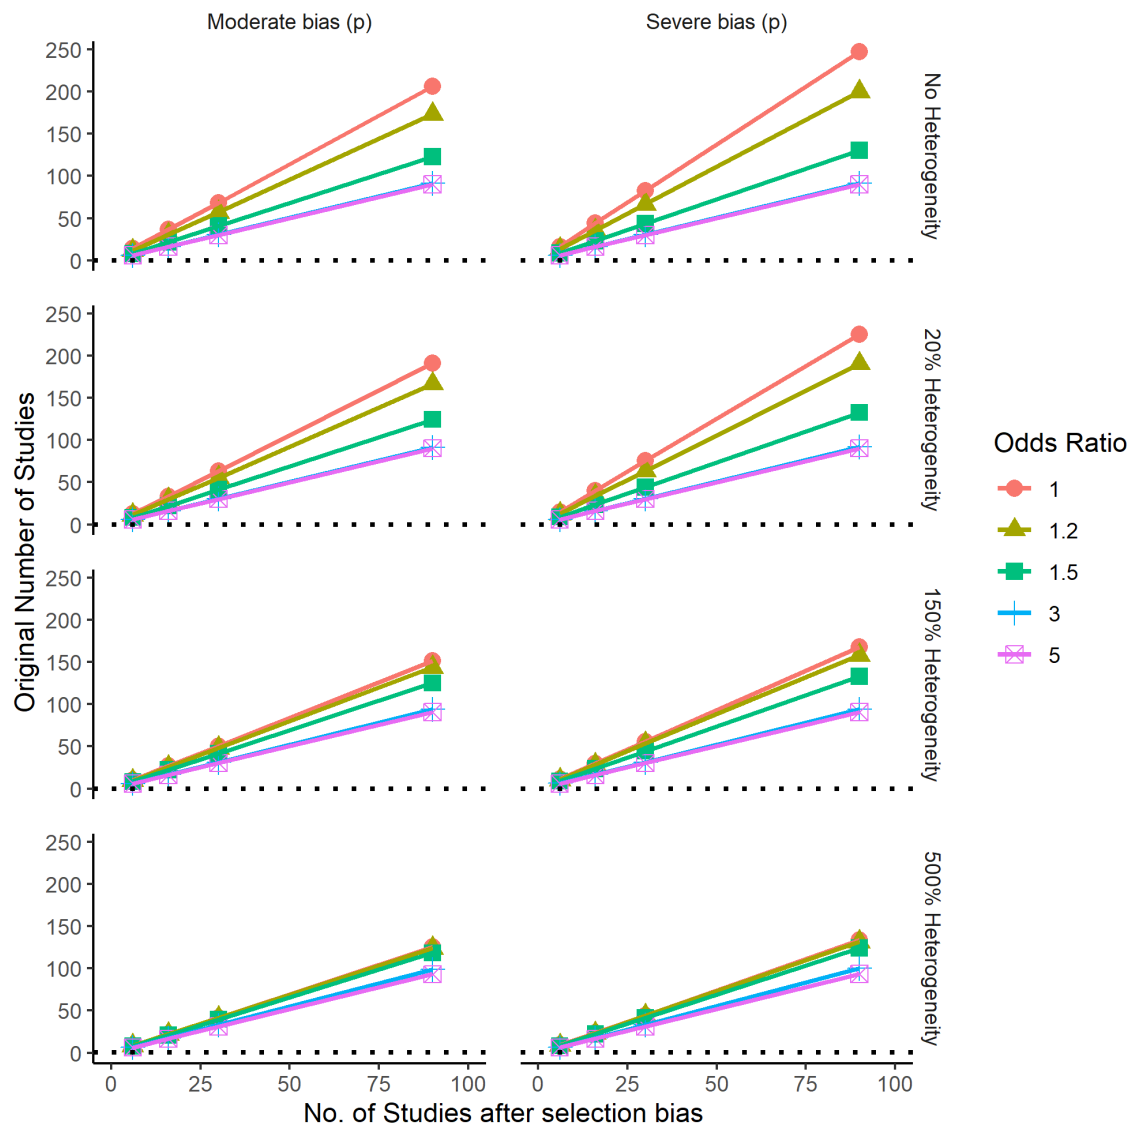 Moderate bias (p)
Severe bias (p)
Original Number of Studies
250
200
150
100
50
0
No Heterogeneity
250
200
150
100
50
0
20% Heterogeneity
250
200
150
100
50
0
150% Heterogeneity
250
200
150
100
50
0
500% Heterogeneity
0 25 50 75 100
0 25 50 75 100
No. of Studies after selection bias
Odds Ratio
1
1.2
1.5
3
5